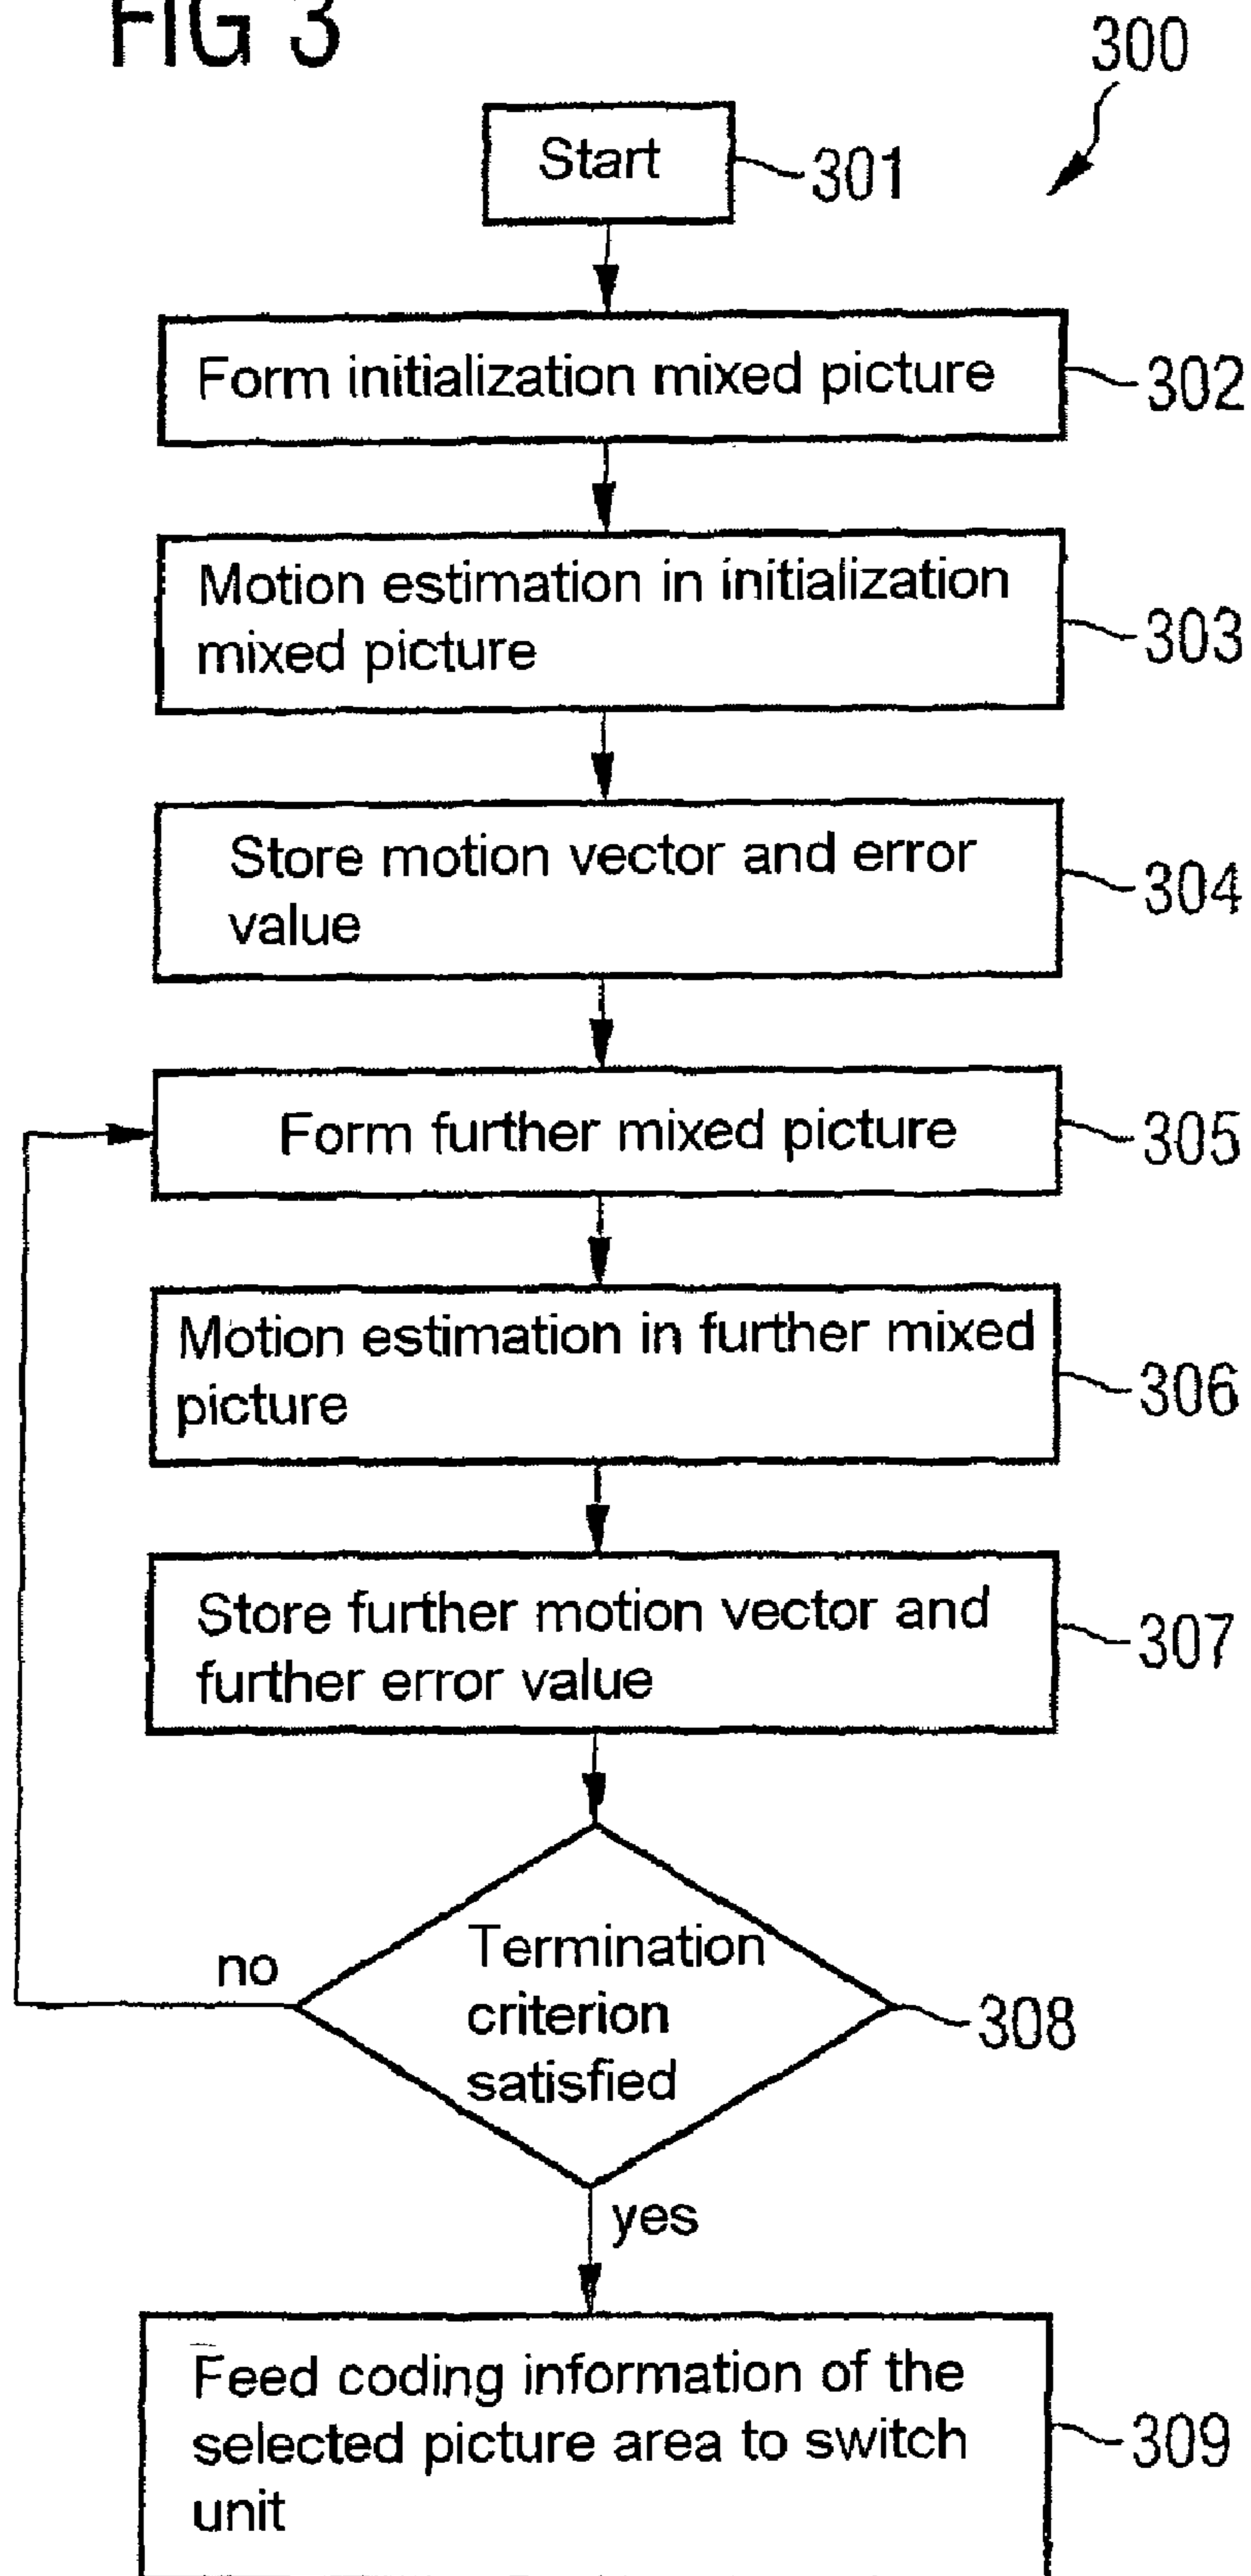 FIG 3
300
Start
301
Form initialization mixed picture
302
Motion estimation in initialization
mixed picture
303
Store motion vector and error
value
304
Form further mixed picture
305
Motion estimation in further mixed
picture
306
Store further motion vector and
further error value
307
Termination
criterion
satisfied
no
308
yes
Feed coding information of the
selected picture area to switch
unit
309